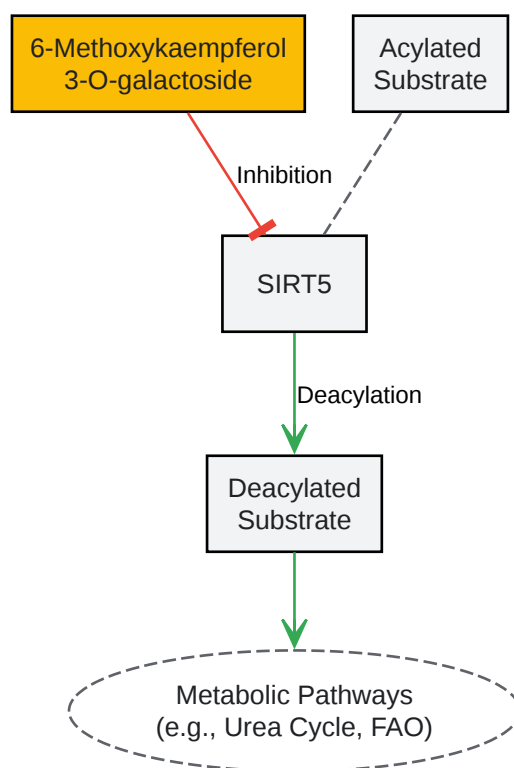 6-Methoxykaempferol
3-O-galactoside
Acylated
Substrate
Inhibition
SIRT5
Deacylation
Deacylated
Substrate
Metabolic Pathways
(e.g., Urea Cycle, FAO)